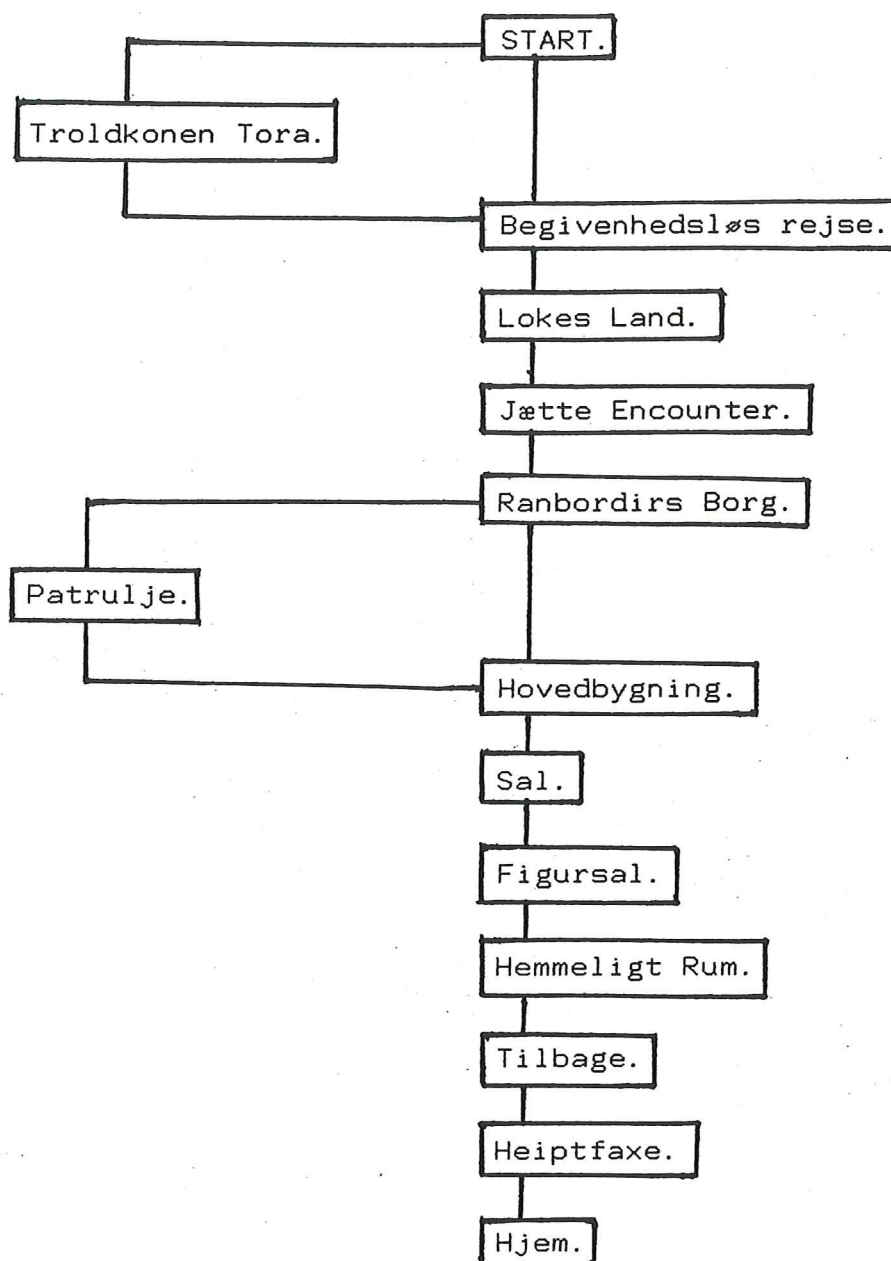 START.
Troldkonen Tora.
Begivenhedsløs rejse.
Lokes Land.
Jætte Encounter.
Ranbordirs Borg.
Patrulje.
Hovedbygning.
Sal.
Figursal.
Hemmeligt Rum.
Tilbage.
Heiptfaxe.
Hjem.